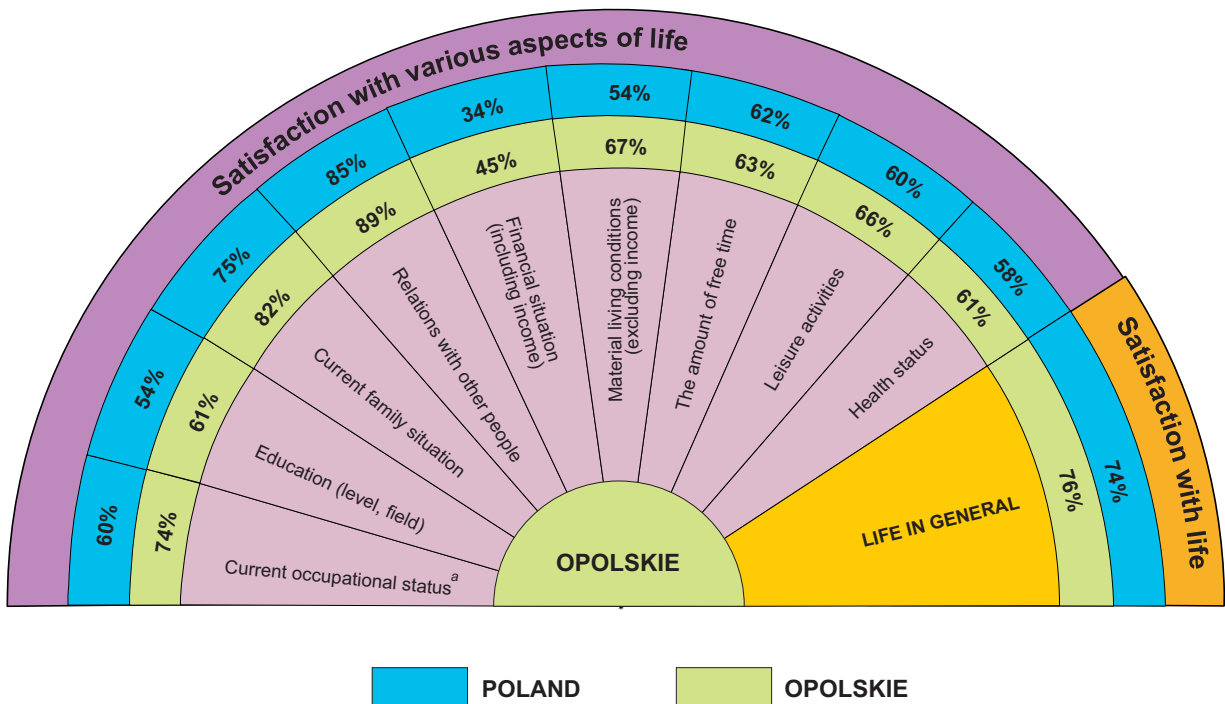 Satisfaction with various aspects of life
Satisfaction with life
60%
54%
75%
85%
34%
54%
62%
60%
58%
74%
74%
61%
82%
89%
45%
67%
63%
66%
61%
76%
Current occupational status a
Education (level, field)
Current family situation
Relations with other people
Financial situation
(including income)
Material living conditions
(excluding income)
The amount of free time
Leisure activities
Health status
LIFE IN GENERAL
OPOLSKIE
POLAND
OPOLSKIE